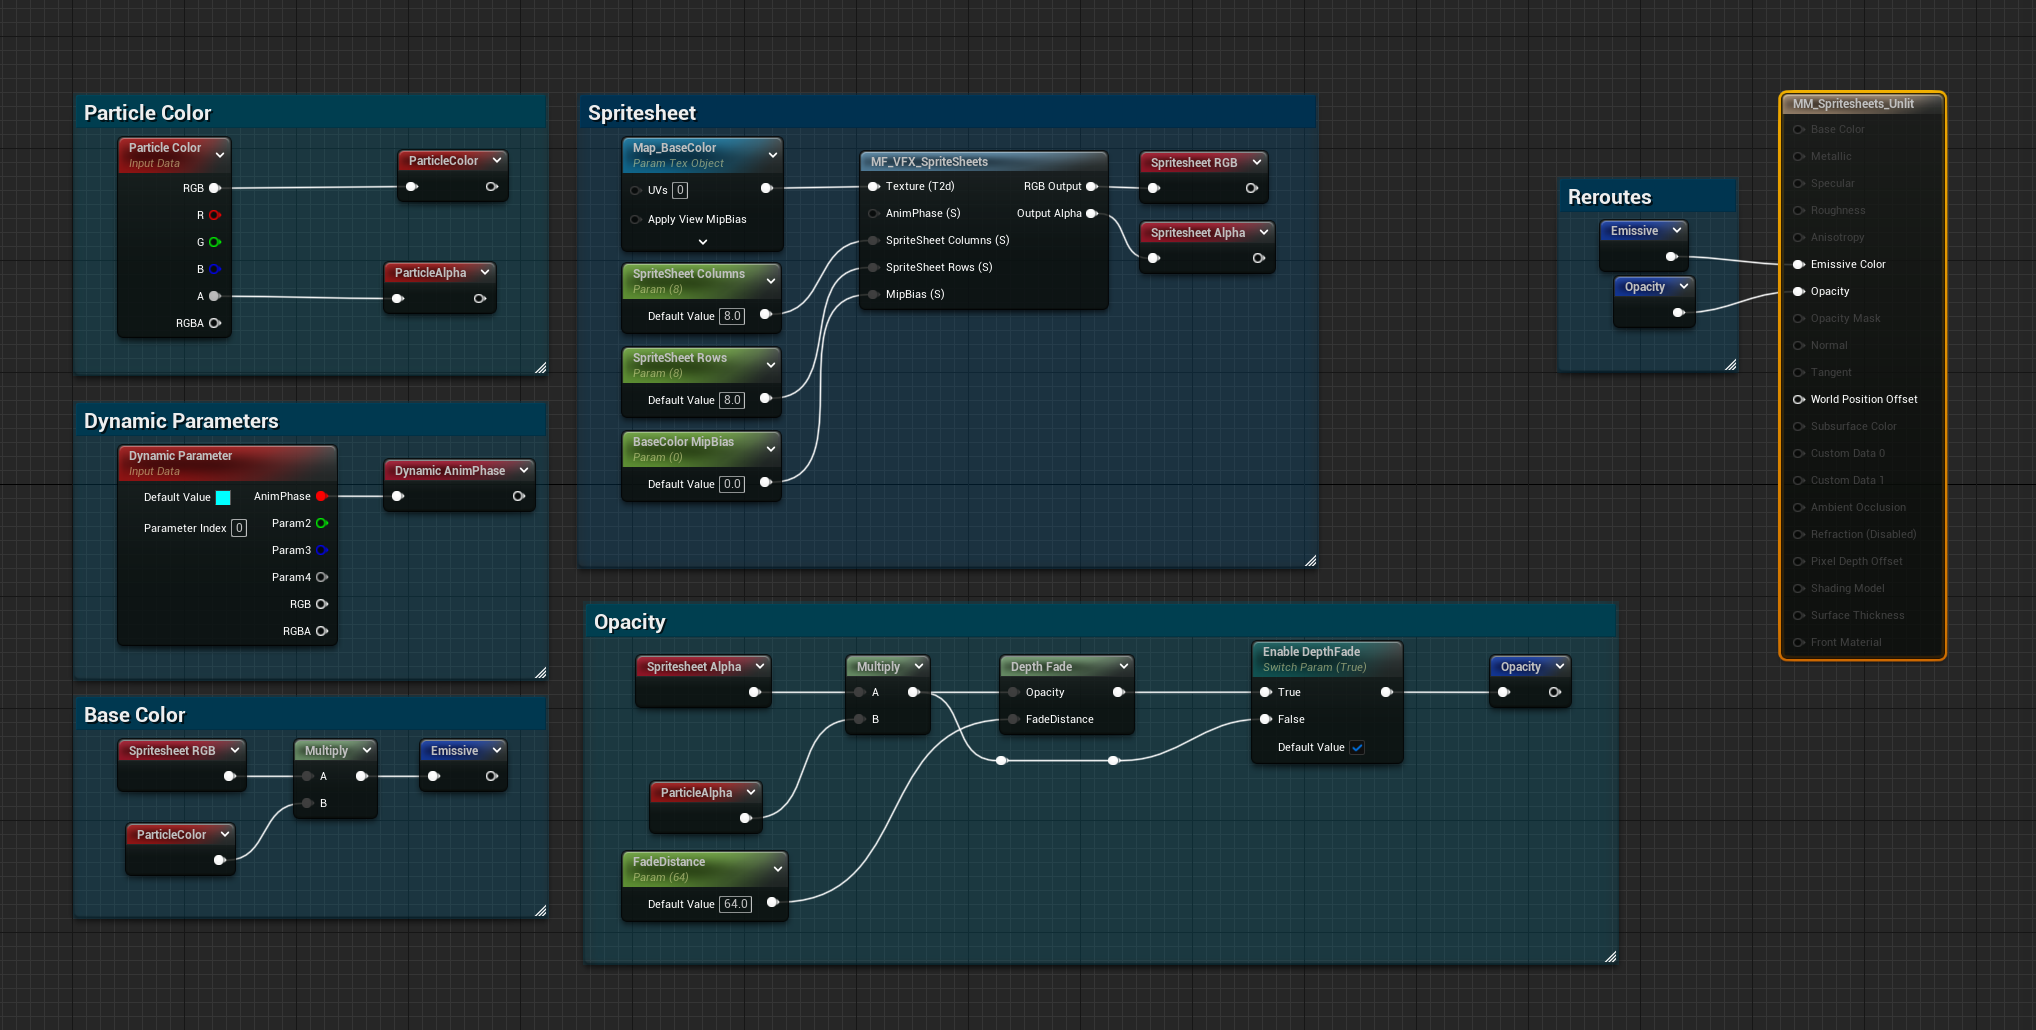 Particle Color
Particle Color
Input Data
RGB
R
G
B
A
RGBA
ParticleColor
ParticleAlpha
Dynamic Parameters
Dynamic Parameter
Input Data
Default Value
AnimPhase
Parameter Index 0
Param2
Param3
Param4
RGB
RGBA
Dynamic AnimPhase
Base Color
Spritesheet RGB
ParticleColor
Multiply
A
B
Emissive
Spritesheet
Map_BaseColor
Param Tex Object
UVs 0
Apply View MipBias
SpriteSheet Columns
Param (8)
Default Value 8.0
SpriteSheet Rows
Param (8)
Default Value 8.0
BaseColor MipBias
Param (0)
Default Value 0.0
MF_VFX_SpriteSheets
Texture (T2d) RGB Output
AnimPhase (S) Output Alpha
SpriteSheet Columns (S)
SpriteSheet Rows (S)
MipBias (S)
Spritesheet RGB
Spritesheet Alpha
Opacity
Spritesheet Alpha
ParticleAlpha
FadeDistance
Param (64)
Default Value 64.0
Multiply
A
B
Depth Fade
Opacity
FadeDistance
Enable DepthFade
Switch Param (True)
True
False
Default Value
Opacity
Reroutes
Emissive
Opacity
MM_Spritesheets_Unlit
Base Color
Metallic
Specular
Roughness
Anisotropy
Emissive Color
Opacity
Opacity Mask
Normal
Tangent
World Position Offset
Subsurface Color
Custom Data 0
Custom Data 1
Ambient Occlusion
Refraction (Disabled)
Pixel Depth Offset
Shading Model
Surface Thickness
Front Material